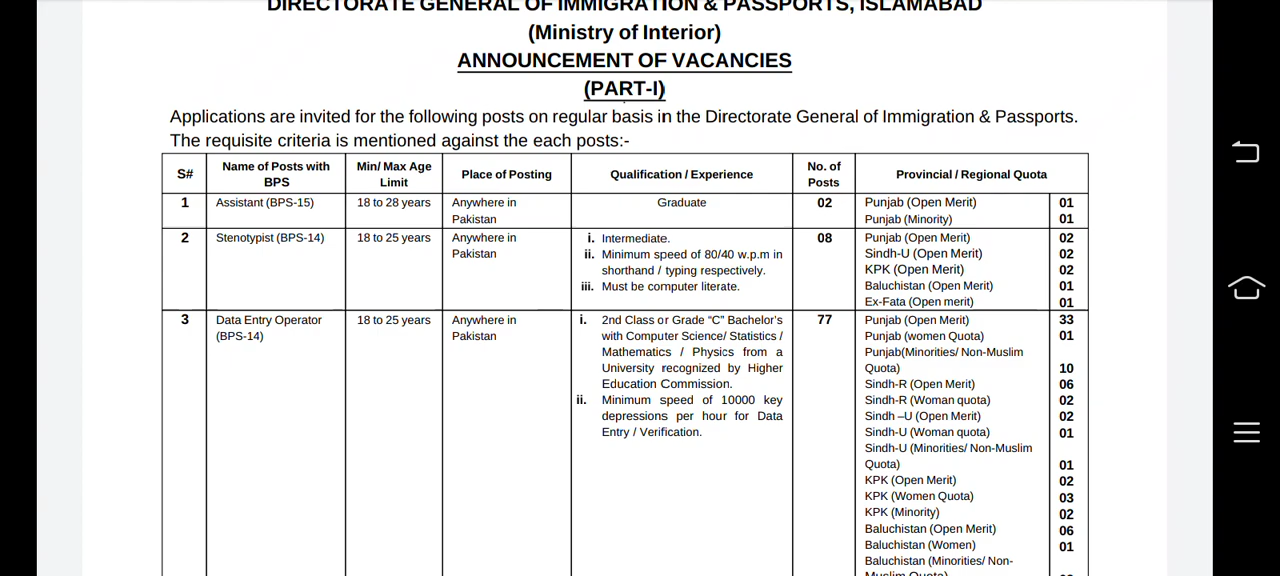 DIRECTORATE GENERAL OF IMMIGRATION & PASSPORTS, ISLAMABAD
(Ministry of Interior)
ANNOUNCEMENT OF VACANCIES
(PART-I)
Applications are invited for the following posts on regular basis in the Directorate General of Immigration & Passports.
The requisite criteria is mentioned against the each posts:-
S# Name of Posts with BPS Min/ Max Age Limit Place of Posting Qualification / Experience No. of Posts Provincial / Regional Quota
1 Assistant (BPS-15) 18 to 28 years Anywhere in Pakistan Graduate 02 Punjab (Open Merit) 01
Punjab (Minority) 01
2 Stenotypist (BPS-14) 18 to 25 years Anywhere in Pakistan
i. Intermediate.
ii. Minimum speed of 80/40 w.p.m in
shorthand / typing respectively.
iii. Must be computer literate.
08
Punjab (Open Merit) 02
Sindh-U (Open Merit) 02
KPK (Open Merit) 02
Baluchistan (Open Merit) 01
Ex-Fata (Open merit) 01
3 Data Entry Operator (BPS-14) 18 to 25 years Anywhere in Pakistan
i. 2nd Class or Grade “C” Bachelor’s
with Computer Science/ Statistics /
Mathematics / Physics from a
University recognized by Higher
Education Commission.
ii. Minimum speed of 10000 key
depressions per hour for Data
Entry / Verification.
77
Punjab (Open Merit) 33
Punjab (women Quota) 01
Punjab(Minorities/ Non-Muslim
Quota) 10
Sindh-R (Open Merit) 06
Sindh-R (Woman quota) 02
Sindh –U (Open Merit) 02
Sindh-U (Woman quota) 01
Sindh-U (Minorities/ Non-Muslim
Quota) 01
KPK (Open Merit) 02
KPK (Women Quota) 03
KPK (Minority) 02
Baluchistan (Open Merit) 06
Baluchistan (Women) 01
Baluchistan (Minorities/ Non-
Muslim Quota)